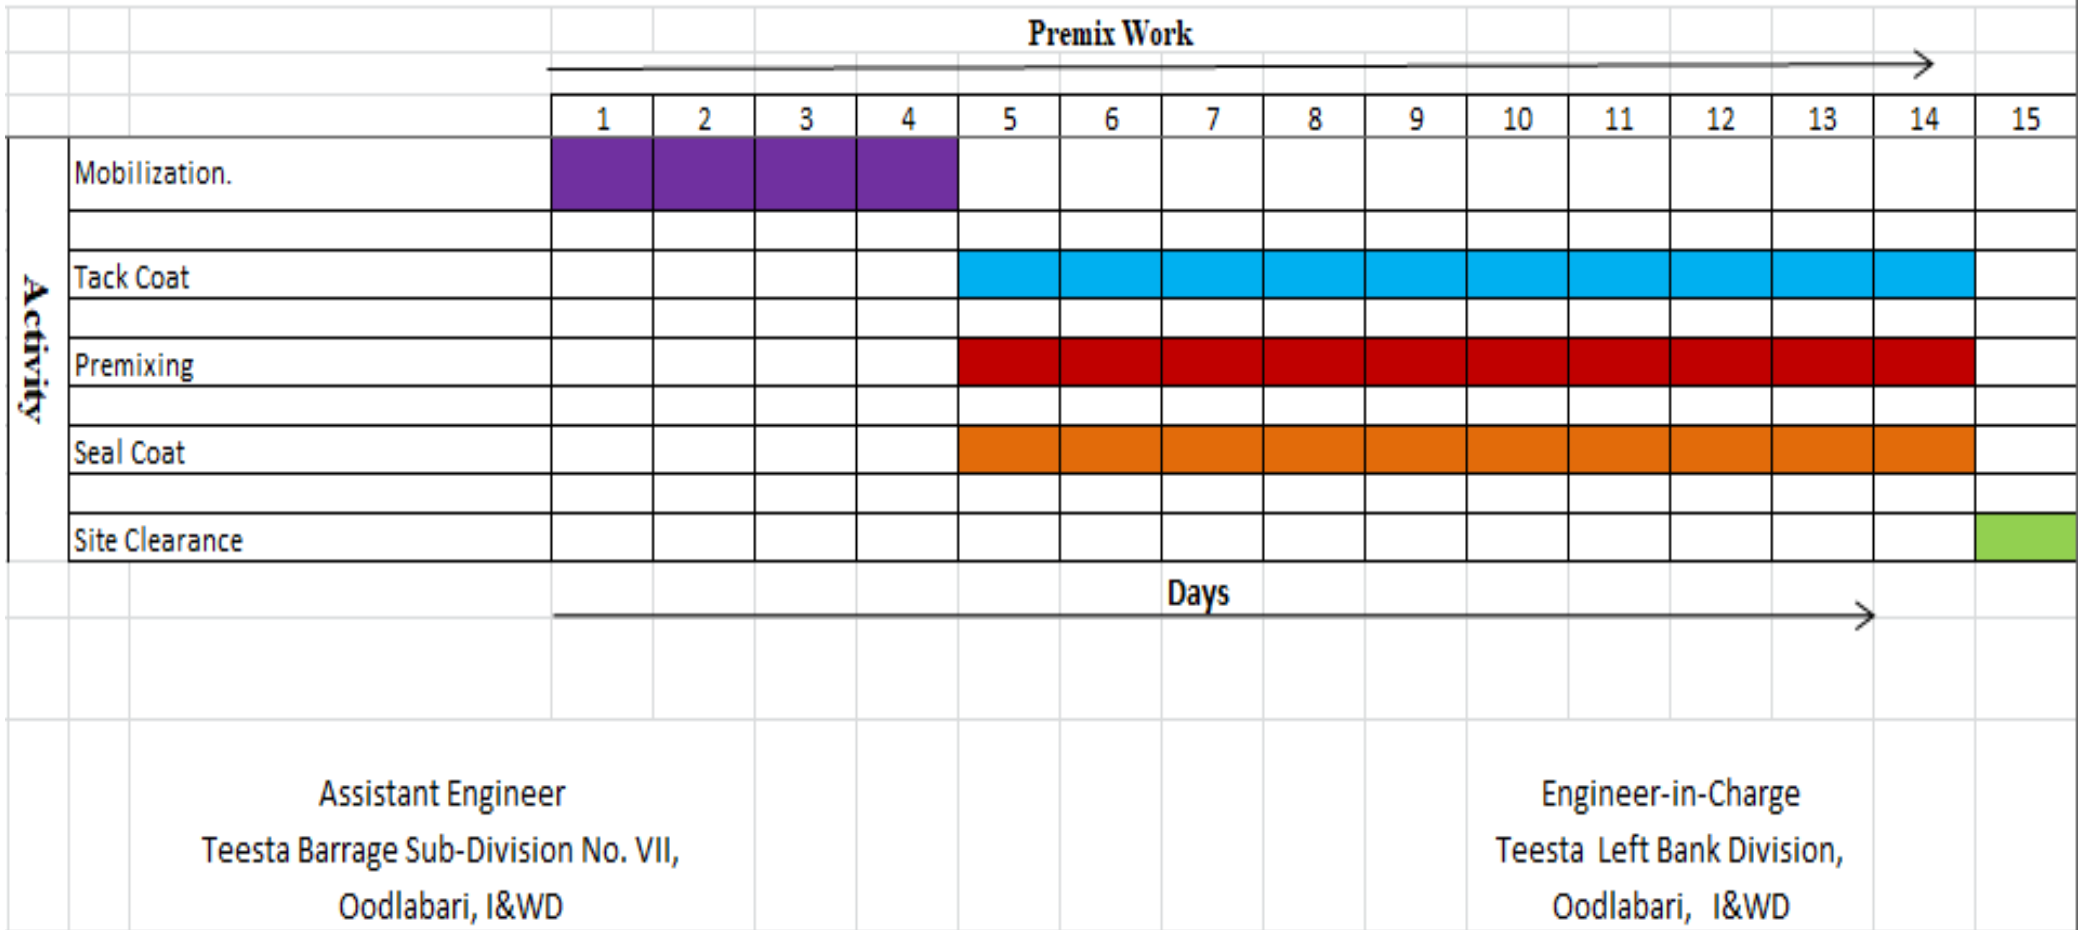 Premix Work
1 2 3 4 5 6 7 8 9 10 11 12 13 14 15
Activity
Mobilization.
Tack Coat
Premixing
Seal Coat
Site Clearance
Days
Assistant Engineer
Teesta Barrage Sub-Division No. VII,
Oodlabari, I&WD
Engineer-in-Charge
Teesta Left Bank Division,
Oodlabari, I&WD